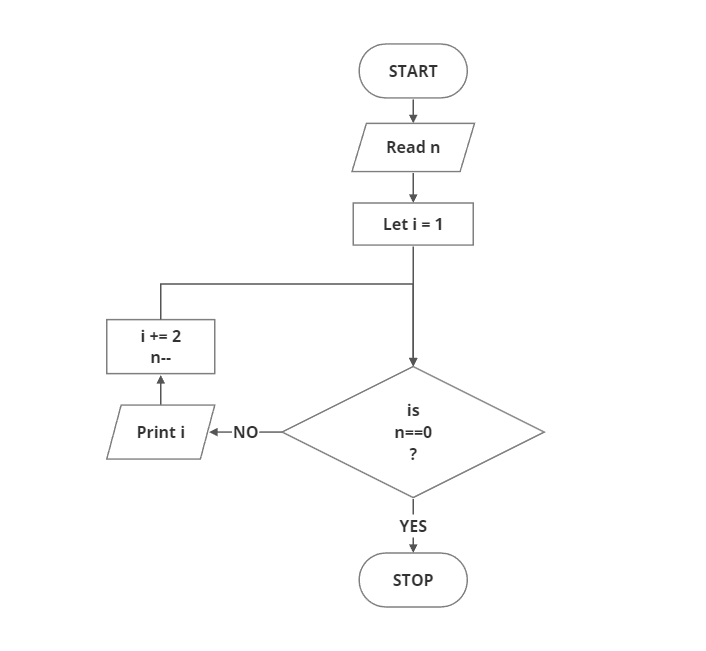 START
Read n
Let i = 1
i += 2
n--
is
n==0
?
Print i
NO
YES
STOP